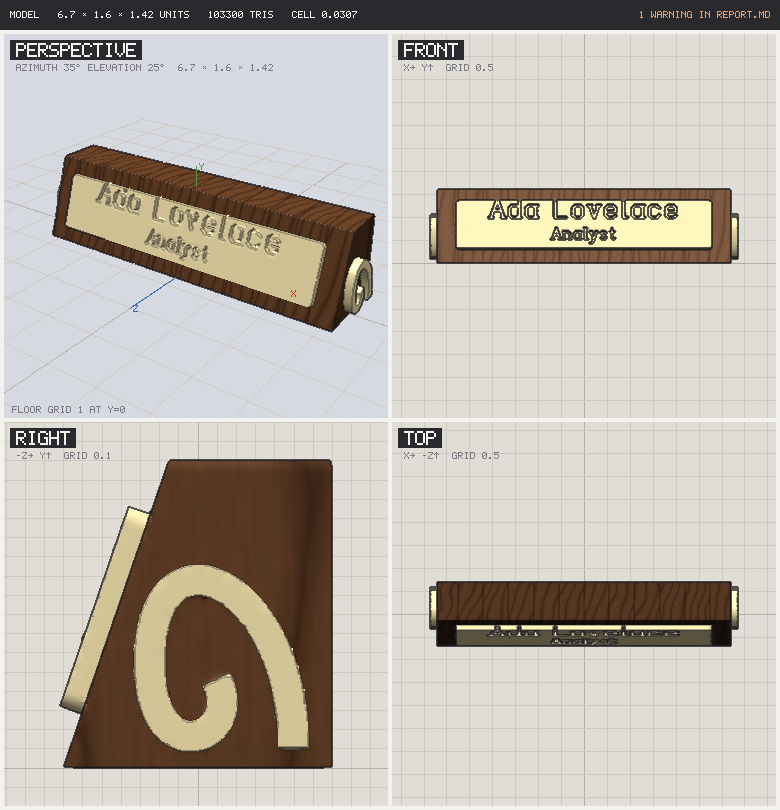 MODEL 6.7 × 1.6 × 1.42 UNITS 103300 TRIS CELL 0.0307 1 WARNING IN REPORT.MD
PERSPECTIVE
AZIMUTH 35° ELEVATION 25° 6.7 × 1.6 × 1.42
Y
Ada Lovelace
Analyst
X
Z
FLOOR GRID 1 AT Y=0
FRONT
X→ Y↑ GRID 0.5
Ada Lovelace
Analyst
RIGHT
-Z→ Y↑ GRID 0.1
TOP
X→ -Z↑ GRID 0.5
Ada Lovelace
Analyst